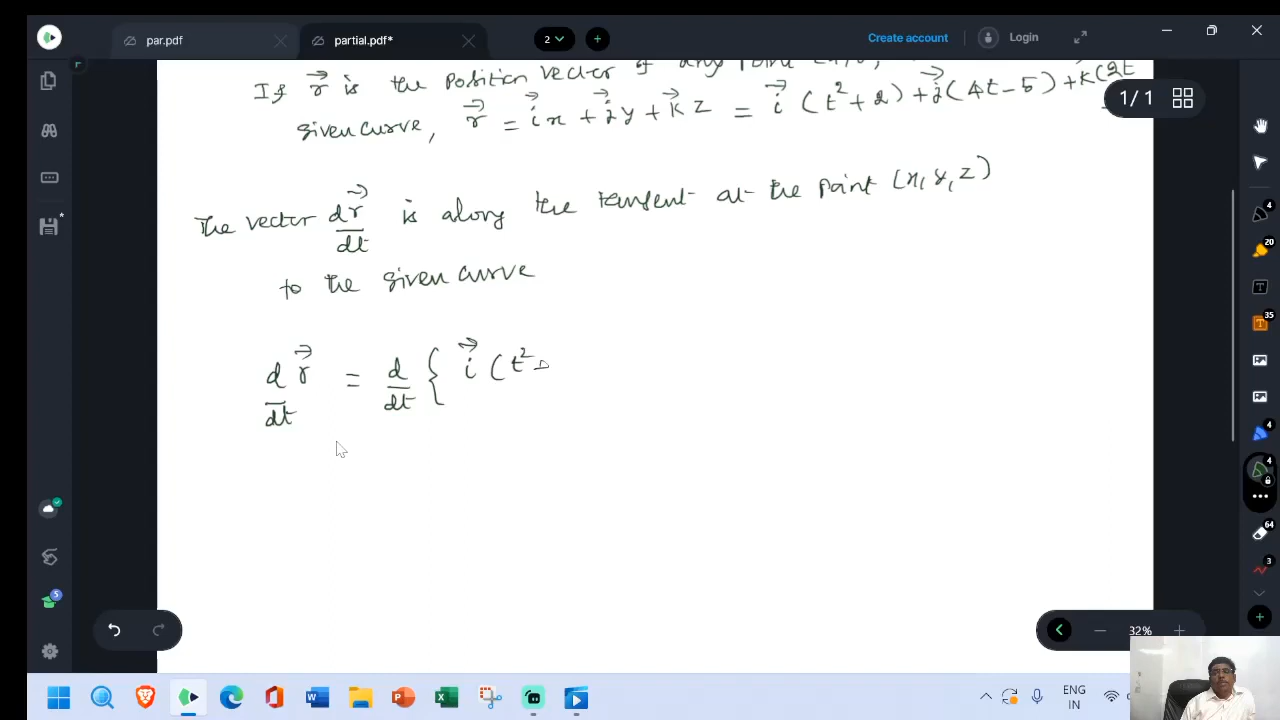 par.pdf
partial.pdf*
2
Create account
Login
1/1
If r⃗ is the position vector of any point
given curve, r⃗ = i⃗x + j⃗y + k⃗z = i⃗(t²+2) + j⃗(4t-5) + k⃗(2t
The vector dr⃗/dt is along the tangent at the point (x, y, z)
to the given curve
dr⃗/dt = d/dt { i⃗ (t²
32%
ENG
IN